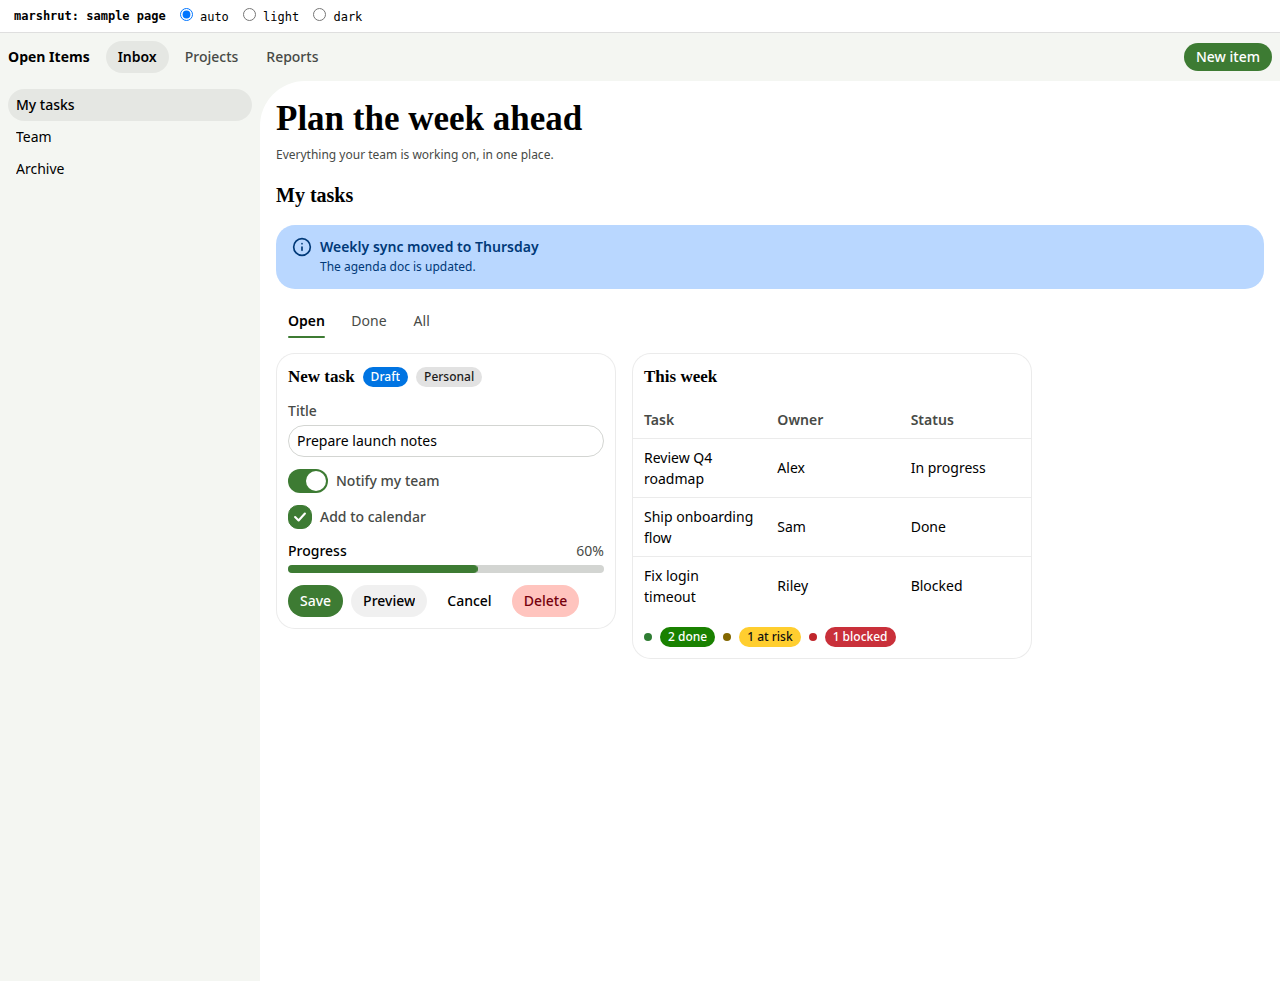 marshrut: sample page auto light dark
Open Items Inbox Projects Reports New item
My tasks
Team
Archive
Plan the week ahead
Everything your team is working on, in one place.
My tasks
Weekly sync moved to Thursday
The agenda doc is updated.
Open Done All
New task Draft Personal
Title
Prepare launch notes
Notify my team
Add to calendar
Progress 60%
Save Preview Cancel Delete
This week
Task Owner Status
Review Q4
roadmap
Alex
In progress
Ship onboarding
flow
Sam
Done
Fix login
timeout
Riley
Blocked
2 done 1 at risk 1 blocked